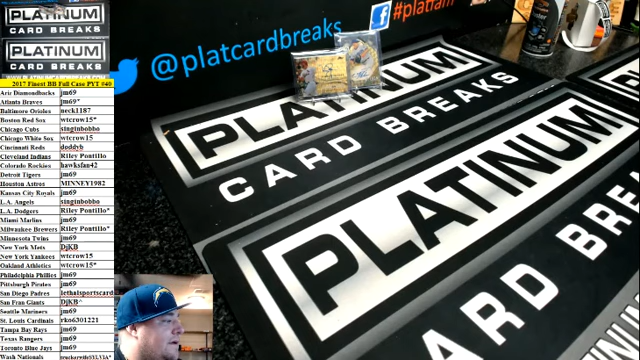 PLATINUM
CARD BREAKS
PLATINUM
CARD BREAKS
2017 Finest BB Full Case PYT #40
Ariz Diamondbacks jm69
Atlanta Braves jm69*
Baltimore Orioles neck1187
Boston Red Sox wtcrow15*
Chicago Cubs singinbobbo
Chicago White Sox wtcrow15
Cincinnati Reds doddyb
Cleveland Indians Riley Pontillo
Colorado Rockies hawksfan42
Detroit Tigers jm69
Houston Astros MINNEY1982
Kansas City Royals jm69
L.A. Angels singinbobbo
L.A. Dodgers Riley Pontillo*
Miami Marlins jm69
Milwaukee Brewers Riley Pontillo*
Minnesota Twins jm69
New York Mets DjKB
New York Yankees wtcrow15
Oakland Athletics wtcrow15*
Philadelphia Phillies jm69
Pittsburgh Pirates jm69
San Diego Padres lethalsportscard
San Fran Giants DjKB^
Seattle Mariners jm69
St. Louis Cardinals rko6301221
Tampa Bay Rays jm69
Texas Rangers jm69
Toronto Blue Jays jm69
Wash Nationals
@platcardbreaks
PLATINUM
CARD BREAKS
PLATINUM
CARD BREA